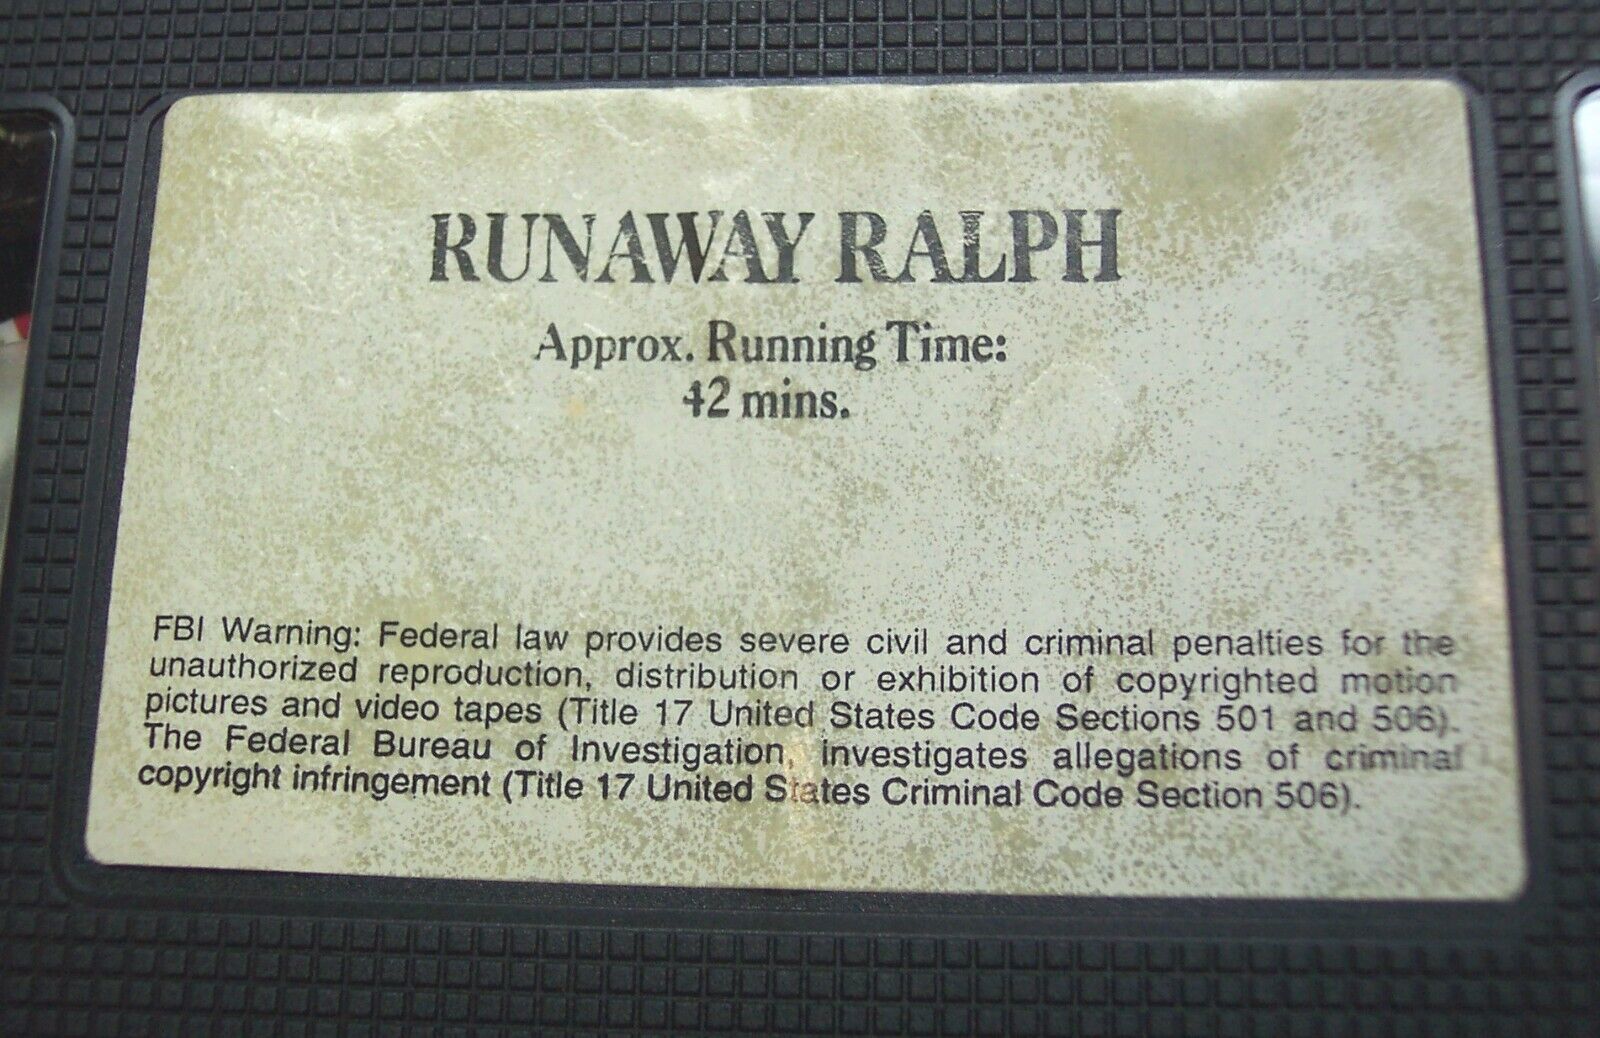 RUNAWAY RALPH
Approx. Running Time:
42 mins.
FBI Warning: Federal law provides severe civil and criminal penalties for the
unauthorized reproduction, distribution or exhibition of copyrighted motion
pictures and video tapes (Title 17 United States Code Sections 501 and 506).
The Federal Bureau of Investigation, investigates allegations of criminal
copyright infringement (Title 17 United States Criminal Code Section 506).